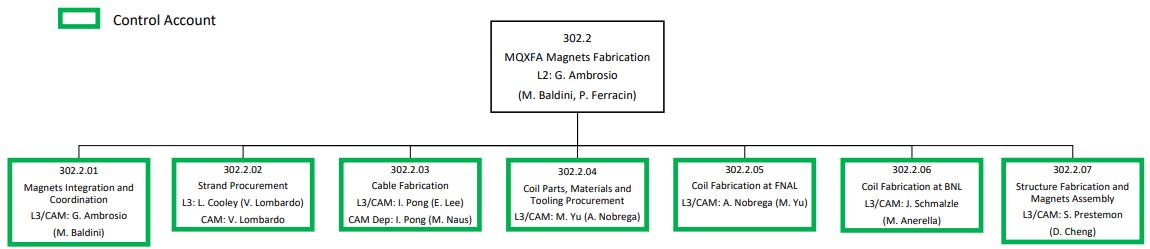 Control Account
302.2
MQXFA Magnets Fabrication
L2: G. Ambrosio
(M. Baldini, P. Ferracin)
302.2.01
Magnets Integration and
Coordination
L3/CAM: G. Ambrosio
(M. Baldini)
302.2.02
Strand Procurement
L3: L. Cooley (V. Lombardo)
CAM: V. Lombardo
302.2.03
Cable Fabrication
L3/CAM: I. Pong (E. Lee)
CAM Dep: I. Pong (M. Naus)
302.2.04
Coil Parts, Materials and
Tooling Procurement
L3/CAM: M. Yu (A. Nobrega)
302.2.05
Coil Fabrication at FNAL
L3/CAM: A. Nobrega (M. Yu)
302.2.06
Coil Fabrication at BNL
L3/CAM: J. Schmalzle
(M. Anerella)
302.2.07
Structure Fabrication and
Magnets Assembly
L3/CAM: S. Prestemon
(D. Cheng)